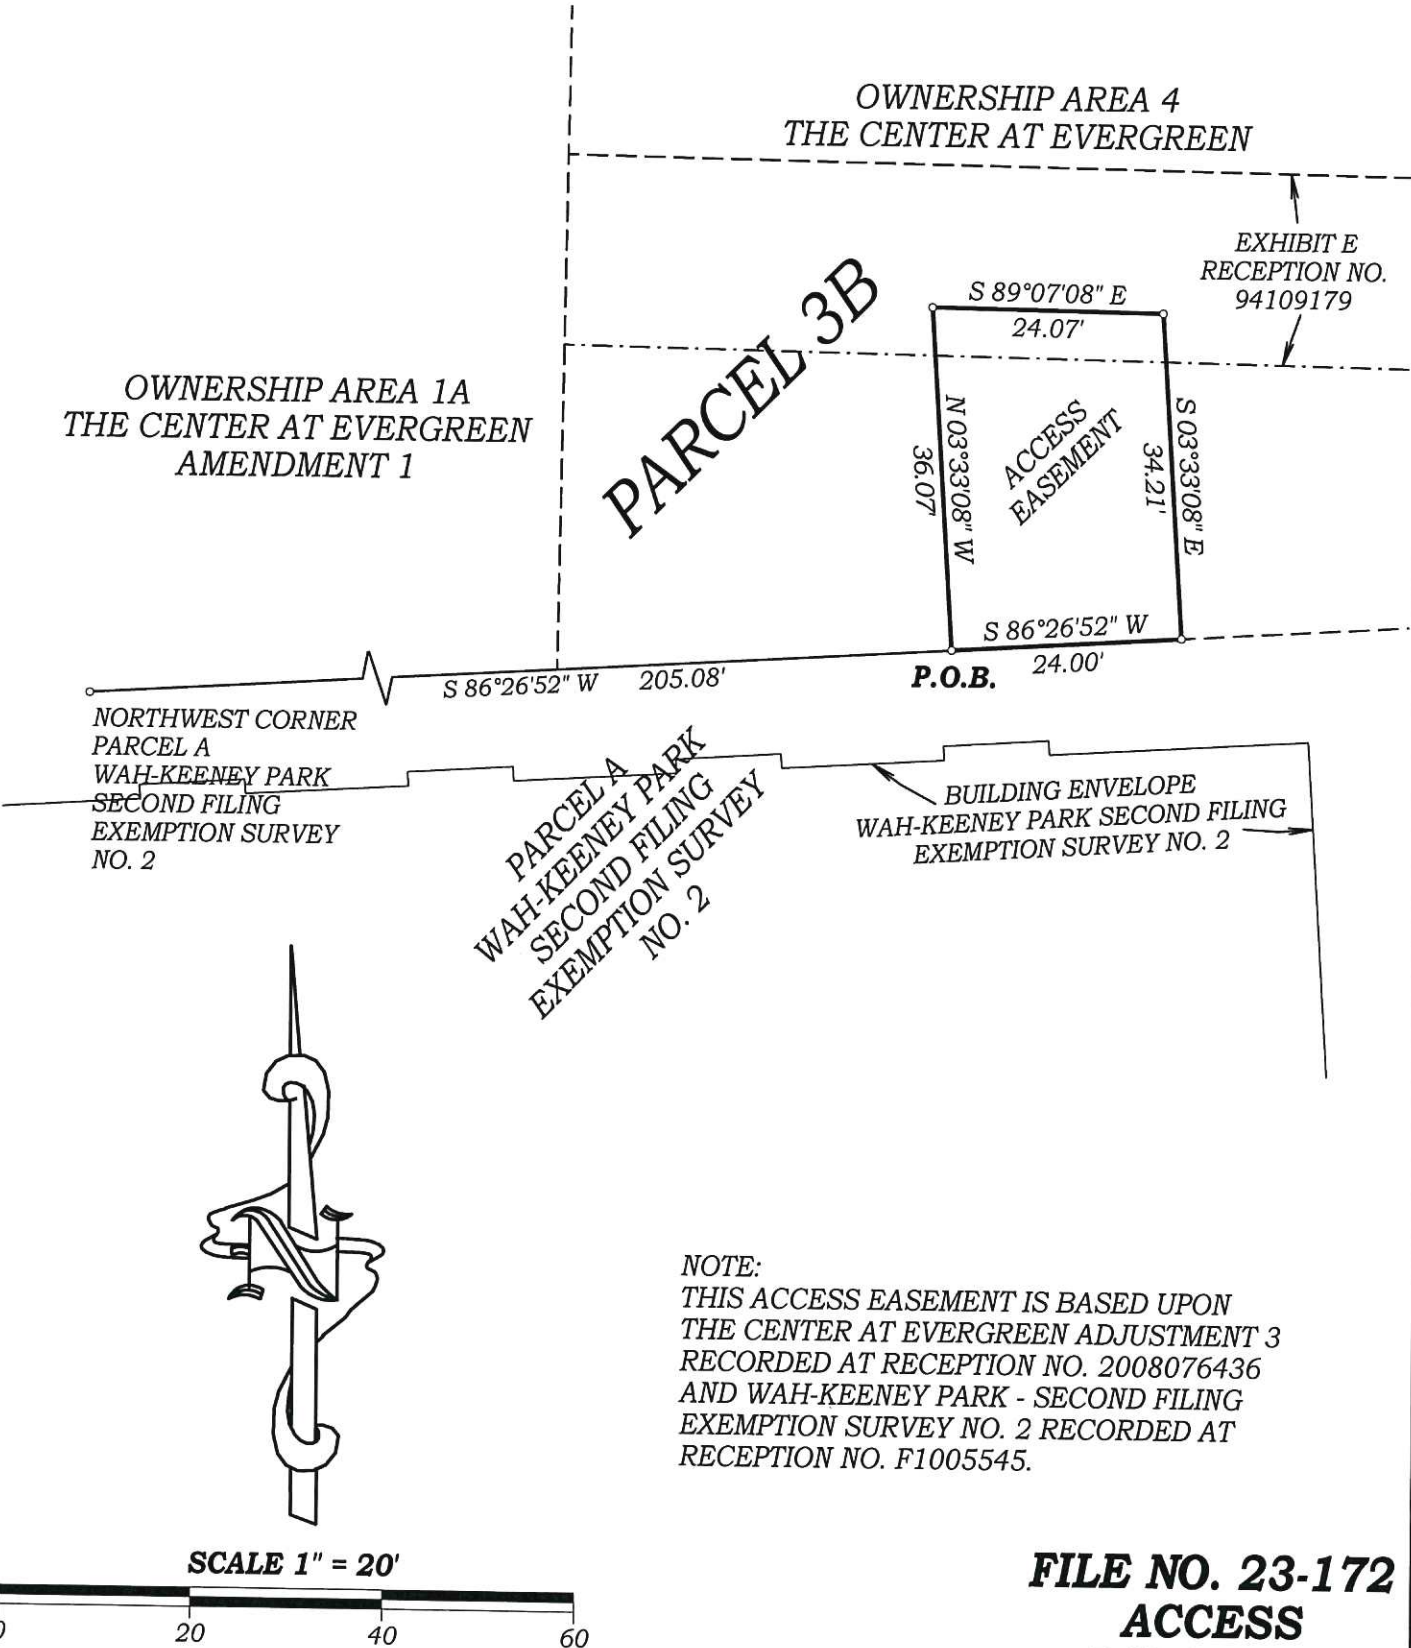 OWNERSHIP AREA 4
THE CENTER AT EVERGREEN
EXHIBIT E
RECEPTION NO.
94109179
S 89°07'08" E
24.07'
PARCEL 3B
OWNERSHIP AREA 1A
THE CENTER AT EVERGREEN
AMENDMENT 1
N 03°33'08" W
36.07'
ACCESS
EASEMENT
S 03°33'08" E
34.21'
S 86°26'52" W
24.00'
P.O.B.
S 86°26'52" W 205.08'
NORTHWEST CORNER
PARCEL A
WAH-KEENEY PARK
SECOND FILING
EXEMPTION SURVEY
NO. 2
PARCEL A
WAH-KEENEY PARK
SECOND FILING
EXEMPTION SURVEY
NO. 2
BUILDING ENVELOPE
WAH-KEENEY PARK SECOND FILING
EXEMPTION SURVEY NO. 2
N
NOTE:
THIS ACCESS EASEMENT IS BASED UPON
THE CENTER AT EVERGREEN ADJUSTMENT 3
RECORDED AT RECEPTION NO. 2008076436
AND WAH-KEENEY PARK - SECOND FILING
EXEMPTION SURVEY NO. 2 RECORDED AT
RECEPTION NO. F1005545.
SCALE 1" = 20'
0 20 40 60
FILE NO. 23-172
ACCESS